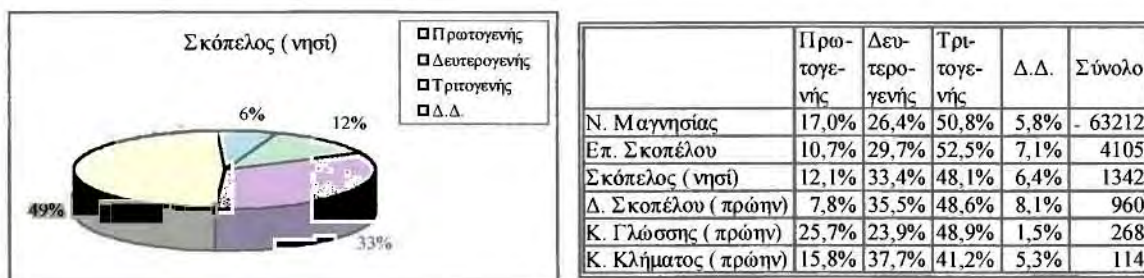 Σκόπελος ( νησί)
Πρωτογενής
Δευτερογενής
Τριτογενής
Δ.Δ.
6%
12%
49%
33%
Πρω-τογε-νής Δευ-τερο-γενής Τρι-τογε-νής Δ.Δ. Σύνολο
Ν. Μαγνησίας 17,0% 26,4% 50,8% 5,8% - 63212
Επ. Σκοπέλου 10,7% 29,7% 52,5% 7,1% 4105
Σκόπελος ( νησί) 12,1% 33,4% 48,1% 6,4% 1342
Δ. Σκοπέλου ( πρώην) 7,8% 35,5% 48,6% 8,1% 960
Κ. Γλώσσης ( πρώην) 25,7% 23,9% 48,9% 1,5% 268
Κ. Κλήματος ( πρώην) 15,8% 37,7% 41,2% 5,3% 114